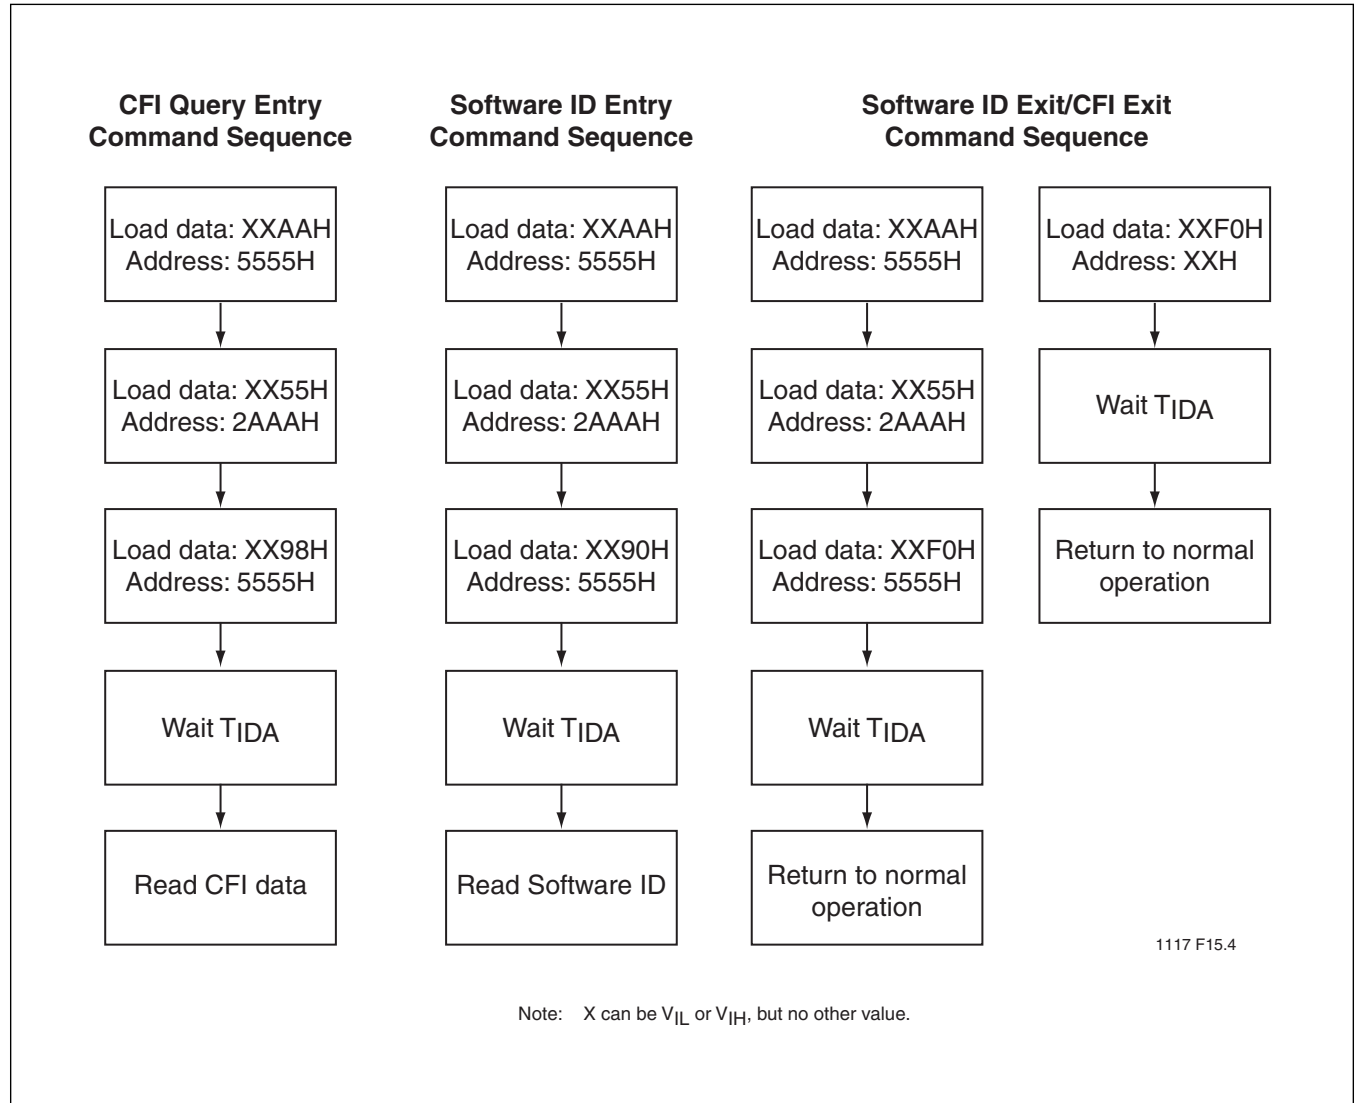 CFI Query Entry
Command Sequence
Load data: XXAAH
Address: 5555H
Load data: XX55H
Address: 2AAAH
Load data: XX98H
Address: 5555H
Wait TIDA
Read CFI data
Software ID Entry
Command Sequence
Load data: XXAAH
Address: 5555H
Load data: XX55H
Address: 2AAAH
Load data: XX90H
Address: 5555H
Wait TIDA
Read Software ID
Software ID Exit/CFI Exit
Command Sequence
Load data: XXAAH
Address: 5555H
Load data: XX55H
Address: 2AAAH
Load data: XXF0H
Address: 5555H
Wait TIDA
Return to normal
operation
Load data: XXF0H
Address: XXH
Wait TIDA
Return to normal
operation
1117 F15.4
Note: X can be VIL or VIH, but no other value.